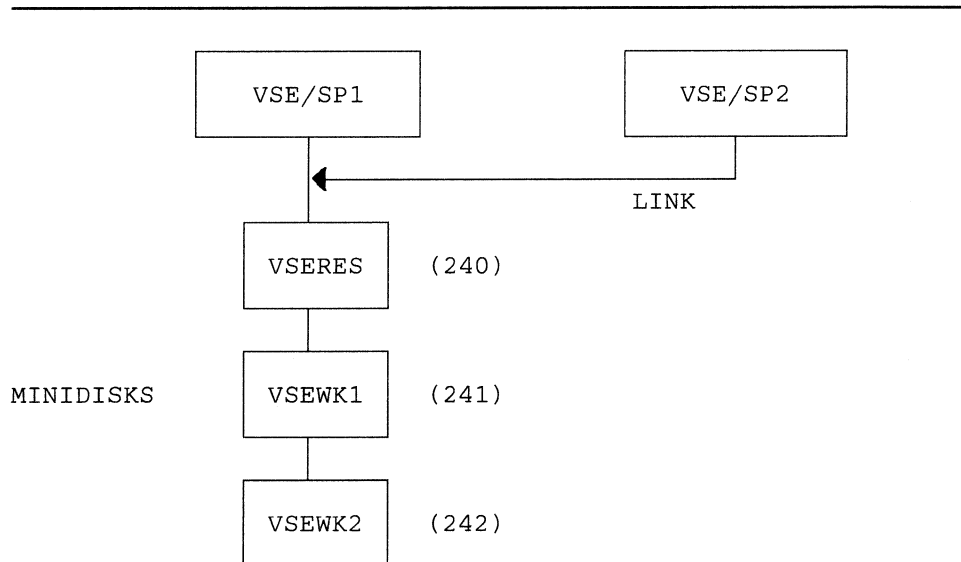 VSE/SP1 VSE/SP2
LINK
VSERES (240)
MINIDISKS VSEWK1 (241)
VSEWK2 (242)